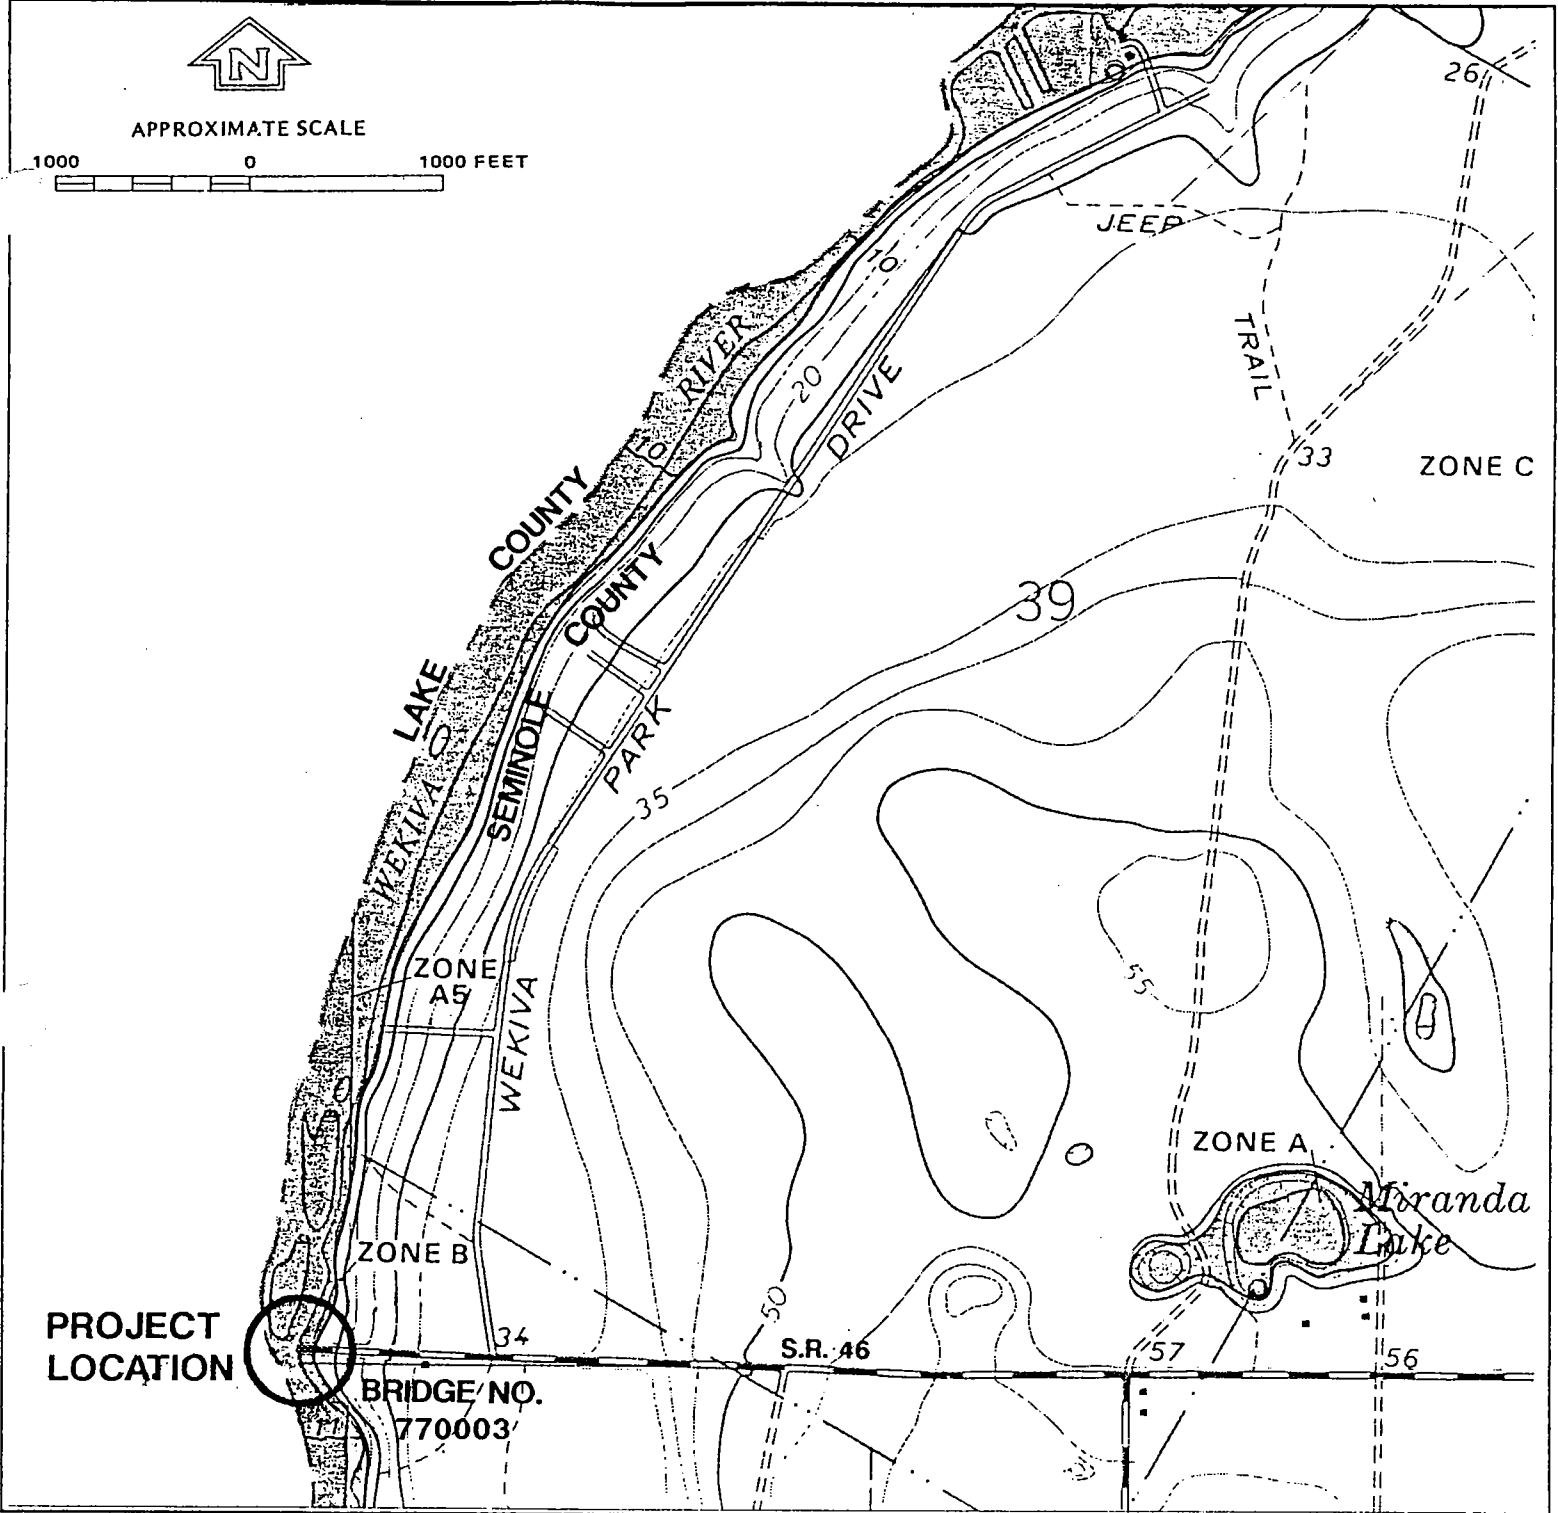 N
APPROXIMATE SCALE
1000 0 1000 FEET
26
JEEP
TRAIL
10
20
RIVER
DRIVE
10
33
ZONE C
COUNTY
COUNTY
39
LAKE
SEMINOLE
PARK
35
WEKIVA
ZONE
A5
WEKIVA
55
ZONE A
Miranda
Lake
ZONE B
50
PROJECT
LOCATION
34
S.R. 46
57
56
BRIDGE NO.
770003
11